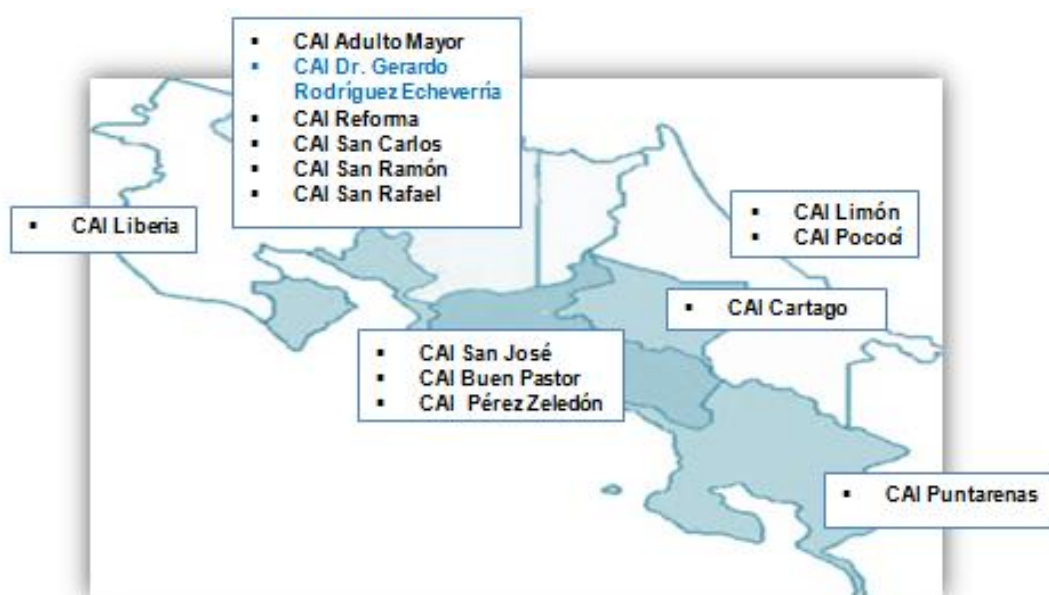 ▪ CAI Adulto Mayor
▪ CAI Dr. Gerardo
Rodríguez Echeverría
▪ CAI Reforma
▪ CAI San Carlos
▪ CAI San Ramón
▪ CAI San Rafael
▪ CAI Liberia
▪ CAI Limón
▪ CAI Pococí
▪ CAI Cartago
▪ CAI San José
▪ CAI Buen Pastor
▪ CAI Pérez Zeledón
▪ CAI Puntarenas